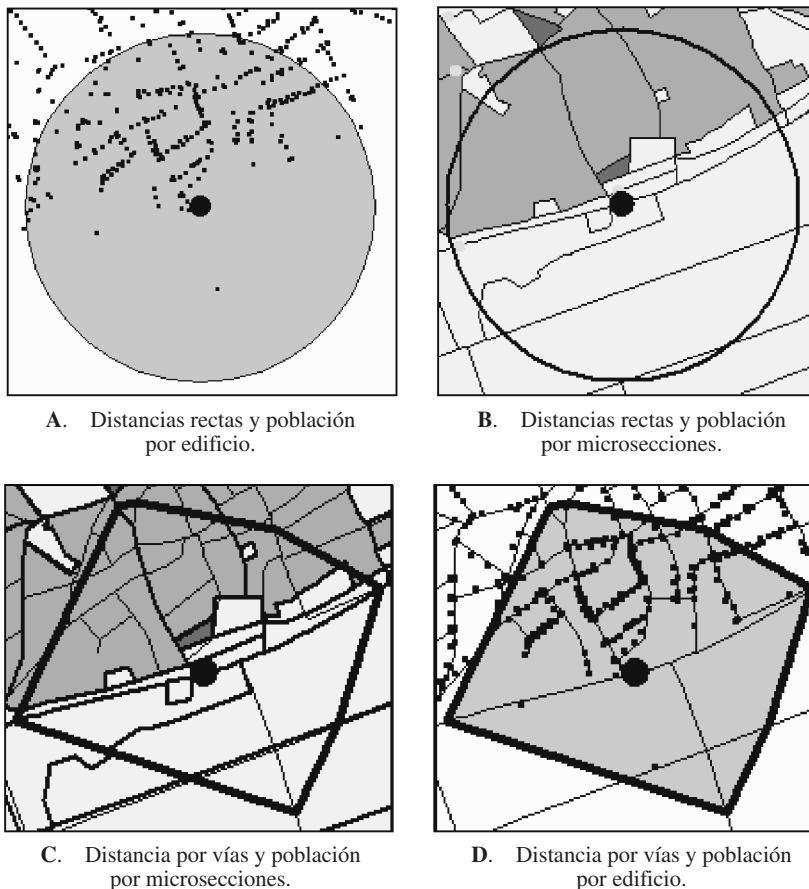 A. Distancias rectas y población
por edificio.
B. Distancias rectas y población
por microsecciones.
C. Distancia por vías y población
por microsecciones.
D. Distancia por vías y población
por edificio.